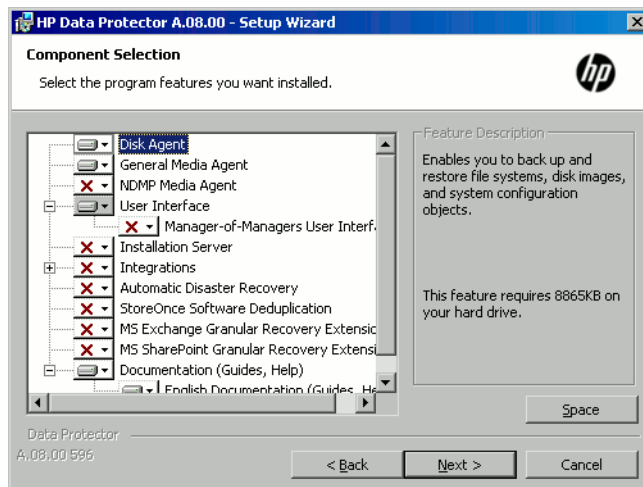 HP Data Protector A.08.00 - Setup Wizard
Component Selection
Select the program features you want installed.
hp
Disk Agent
General Media Agent
NDMP Media Agent
User Interface
Manager-of-Managers User Interf
Installation Server
Integrations
Automatic Disaster Recovery
StoreOnce Software Deduplication
MS Exchange Granular Recovery Extensic
MS SharePoint Granular Recovery Extensi
Documentation (Guides, Help)
English Documentation (Guides, He
Feature Description
Enables you to back up and
restore file systems, disk images,
and system configuration
objects.
This feature requires 8865KB on
your hard drive.
Space
Data Protector
A.08.00 596
< Back
Next >
Cancel